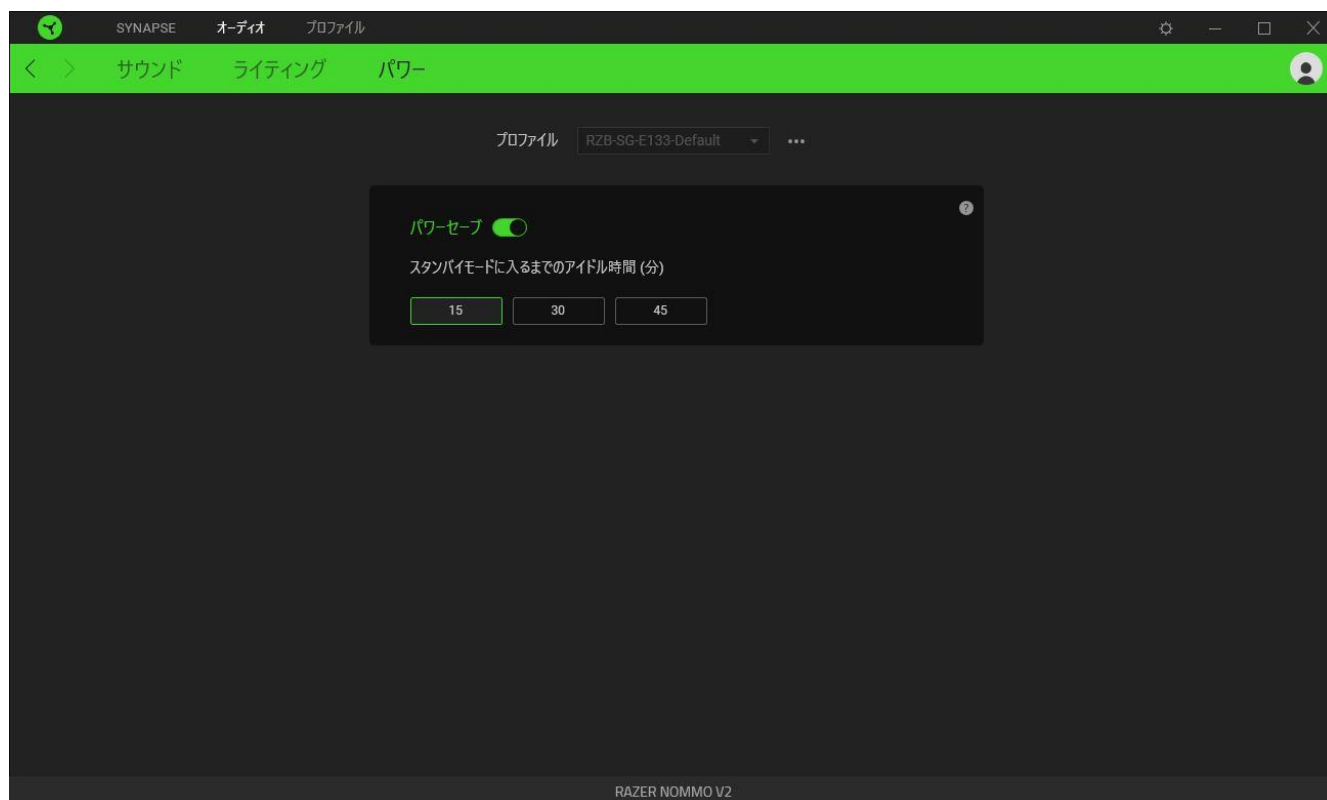 SYNAPSE オーディオ プロファイル
サウンド ライティング パワー
プロファイル RZB-SG-E133-Default
パワーセーブ
スタンバイモードに入るまでのアイドル時間 (分)
15 30 45
RAZER NOMMO V2